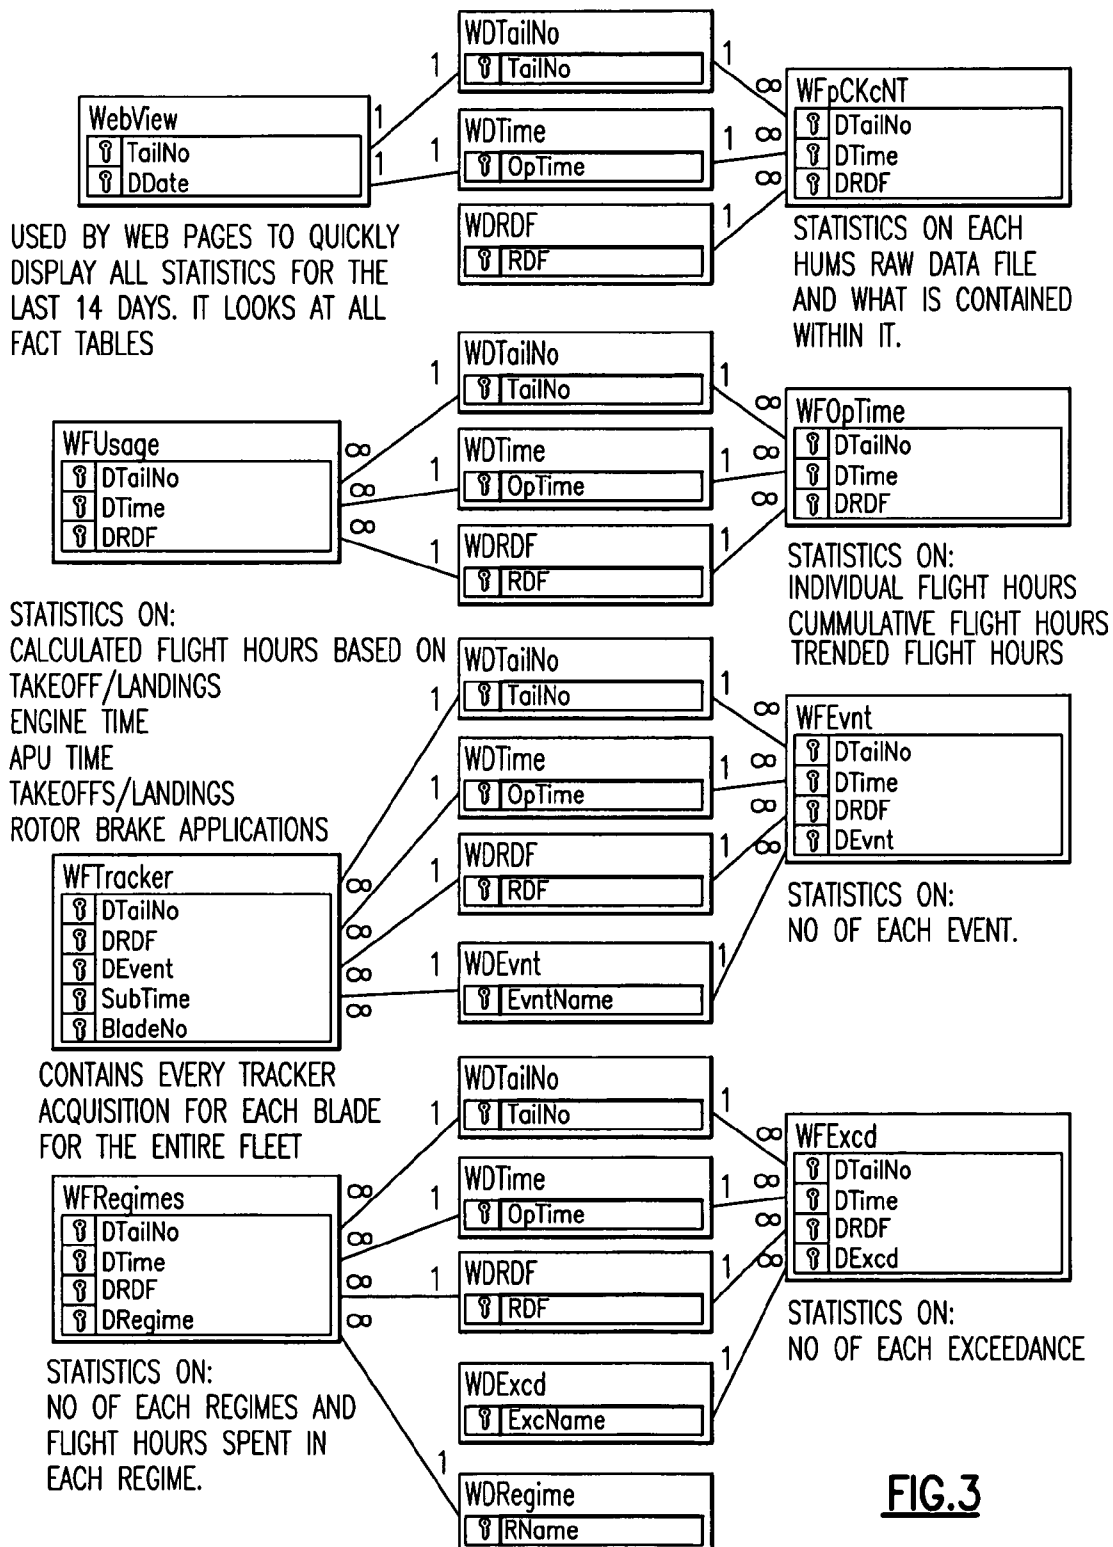 WDTailNo
TailNo
1
1
∞
WFpCKcNT
DTailNo
DTime
DRDF
WebView
TailNo
DDate
1
1
1
WDTime
OpTime
1
∞
∞
WDRDF
RDF
1
USED BY WEB PAGES TO QUICKLY
DISPLAY ALL STATISTICS FOR THE
LAST 14 DAYS. IT LOOKS AT ALL
FACT TABLES
STATISTICS ON EACH
HUMS RAW DATA FILE
AND WHAT IS CONTAINED
WITHIN IT.
WDTailNo
TailNo
1
1
∞
WFOpTime
DTailNo
DTime
DRDF
WFUsage
DTailNo
DTime
DRDF
∞
∞
∞
1
WDTime
OpTime
1
∞
∞
1
WDRDF
RDF
1
STATISTICS ON:
INDIVIDUAL FLIGHT HOURS
CUMMULATIVE FLIGHT HOURS
TRENDED FLIGHT HOURS
STATISTICS ON:
CALCULATED FLIGHT HOURS BASED ON
TAKEOFF/LANDINGS
ENGINE TIME
APU TIME
TAKEOFFS/LANDINGS
ROTOR BRAKE APPLICATIONS
WDTailNo
TailNo
1
1
∞
WFEvnt
DTailNo
DTime
DRDF
DEvnt
WDTime
OpTime
1
1
∞
∞
∞
WFTracker
DTailNo
DRDF
DEvent
SubTime
BladeNo
∞
∞
∞
∞
1
WDRDF
RDF
1
1
WDEvnt
EvntName
1
STATISTICS ON:
NO OF EACH EVENT.
CONTAINS EVERY TRACKER
ACQUISITION FOR EACH BLADE
FOR THE ENTIRE FLEET
WDTailNo
TailNo
1
1
∞
WFExcd
DTailNo
DTime
DRDF
DExcd
WFRegimes
DTailNo
DTime
DRDF
DRegime
∞
∞
∞
∞
1
WDTime
OpTime
1
∞
∞
∞
1
WDRDF
RDF
1
STATISTICS ON:
NO OF EACH EXCEEDANCE
STATISTICS ON:
NO OF EACH REGIMES AND
FLIGHT HOURS SPENT IN
EACH REGIME.
WDExcd
ExcName
1
1
WDRegime
RName
FIG.3